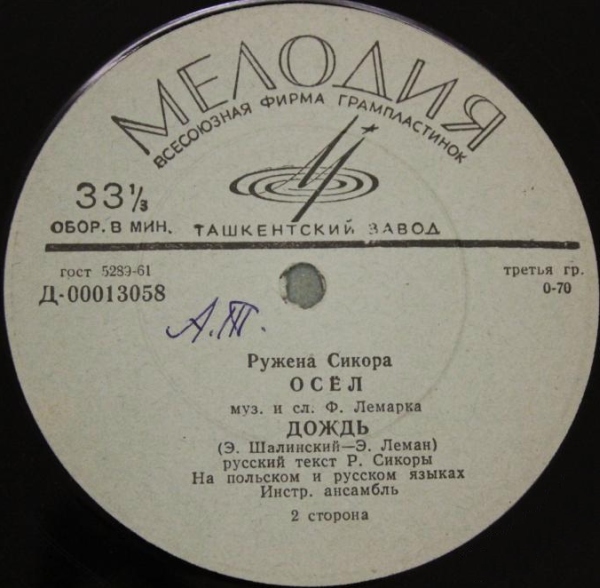 МЕЛОДИЯ
ВСЕСОЮЗНАЯ ФИРМА ГРАМПЛАСТИНОК
33⅓
ОБОР. В МИН. ТАШКЕНТСКИЙ ЗАВОД
гост 5289-61
третья гр.
Д-00013058
0-70
А.Т.
Ружена Сикора
ОСЁЛ
муз. и сл. Ф. Лемарка
ДОЖДЬ
(Э. Шалинский—Э. Леман)
русский текст Р. Сикоры
На польском и русском языках
Инстр. ансамбль
2 сторона